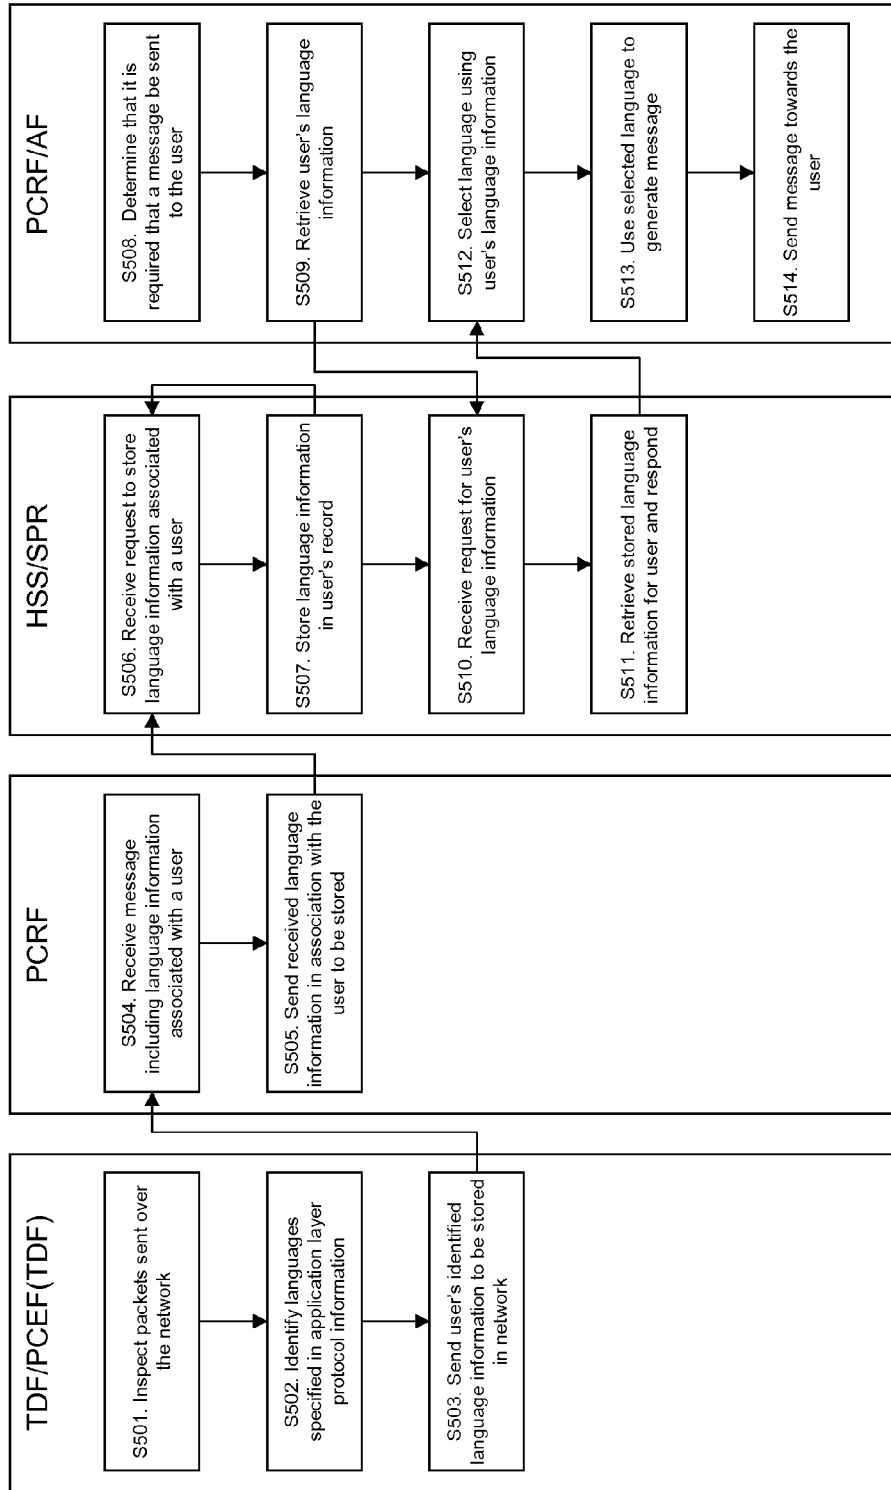 TDF/PCEF(TDF)
S501. Inspect packets sent over
the network
S502. Identify languages
specified in application layer
protocol information
S503. Send user's identified
language information to be stored
in network
PCRF
S504. Receive message
including language information
associated with a user
S505. Send received language
information in association with the
user to be stored
HSS/SPR
S506. Receive request to store
language information associated
with a user
S507. Store language information
in user's record
S510. Receive request for user's
language information
S511. Retrieve stored language
information for user and respond
PCRF/AF
S508. Determine that it is
required that a message be sent
to the user
S509. Retrieve user's language
information
S512. Select language using
user's language information
S513. Use selected language to
generate message
S514. Send message towards the
user